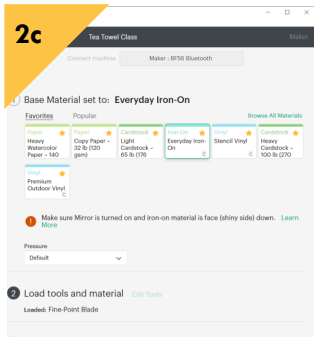 2c
Tea Towel Class
Maker
Connect machine
Maker : BF56 Bluetooth
Base Material set to: Everyday Iron-On
Favorites Popular Browse All Materials
Paper
Heavy
Watercolor
Paper – 140
Paper
Copy Paper –
32 lb (120
gsm)
Cardstock
Light
Cardstock –
65 lb (176
Iron-On
Everyday Iron-
On
Vinyl
Stencil Vinyl
Cardstock
Heavy
Cardstock –
100 lb (270
Vinyl
Premium
Outdoor Vinyl
Make sure Mirror is turned on and iron-on material is face (shiny side) down. Learn
More
Pressure
Default
2 Load tools and material Edit Tools
Loaded: Fine-Point Blade